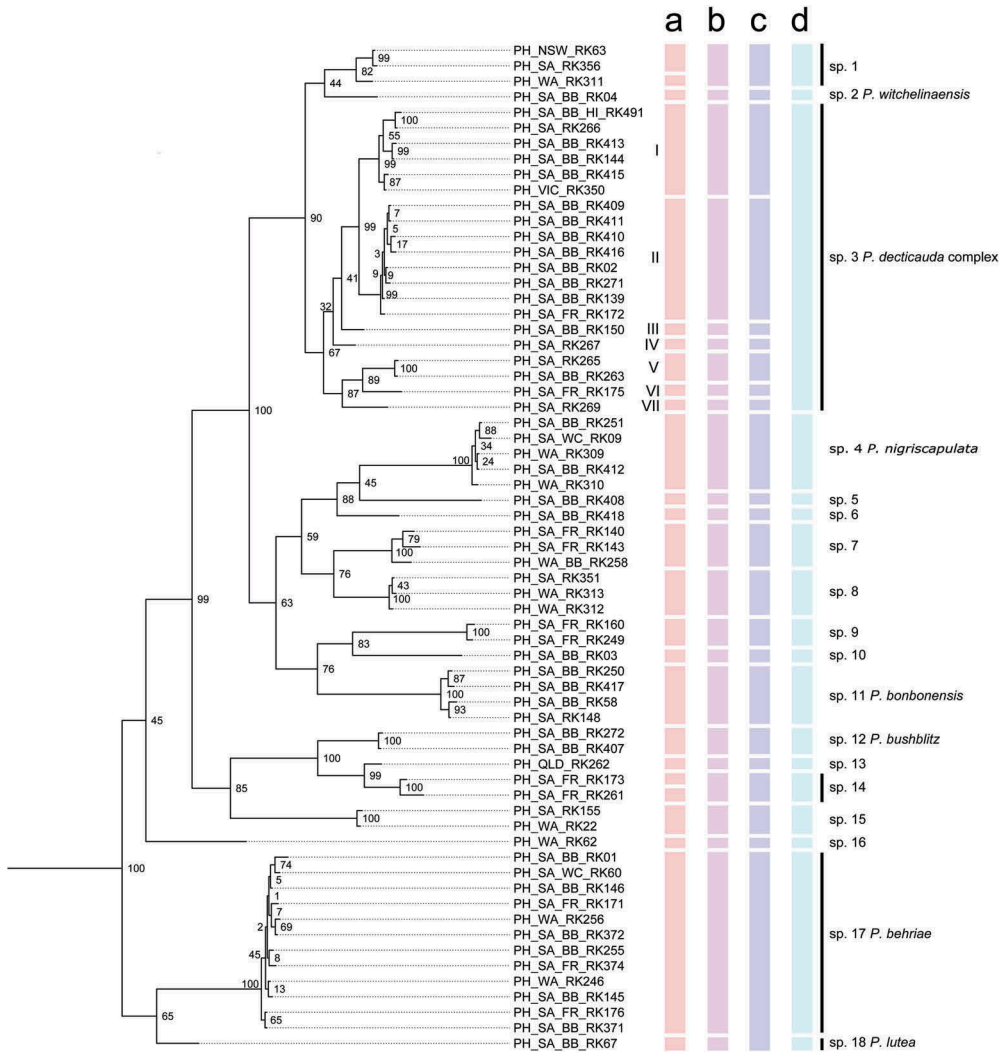 a b c d
PH_NSW_RK63
99
PH_SA_RK356
sp. 1
82
PH_WA_RK311
44
PH_SA_BB_RK04
sp. 2 P. witchelinaensis
PH_SA_BB_HI_RK491
100
PH_SA_RK266
55
PH_SA_BB_RK413
99
I
PH_SA_BB_RK144
99
PH_SA_BB_RK415
87
PH_VIC_RK350
PH_SA_BB_RK409
7
90
99
PH_SA_BB_RK411
5
PH_SA_BB_RK410
17
3
PH_SA_BB_RK416
II
sp. 3 P. decticauda complex
PH_SA_BB_RK02
41
9
9
PH_SA_BB_RK271
99
PH_SA_BB_RK139
32
PH_SA_FR_RK172
PH_SA_BB_RK150
III
PH_SA_RK267
IV
67
PH_SA_RK265
100
V
PH_SA_BB_RK263
89
PH_SA_FR_RK175
VI
87
PH_SA_RK269
VII
100
PH_SA_BB_RK251
88
PH_SA_WC_RK09
34
sp. 4 P. nigriscapulata
PH_WA_RK309
100
24
PH_SA_BB_RK412
45
PH_WA_RK310
88
PH_SA_BB_RK408
sp. 5
PH_SA_BB_RK418
sp. 6
59
PH_SA_FR_RK140
79
PH_SA_FR_RK143
sp. 7
100
PH_WA_BB_RK258
76
PH_SA_RK351
43
PH_WA_RK313
sp. 8
100
PH_WA_RK312
99
63
PH_SA_FR_RK160
100
sp. 9
PH_SA_FR_RK249
83
PH_SA_BB_RK03
sp. 10
76
PH_SA_BB_RK250
87
PH_SA_BB_RK417
100
sp. 11 P. bonbonensis
PH_SA_BB_RK58
93
PH_SA_RK148
45
PH_SA_BB_RK272
100
sp. 12 P. bushblitz
PH_SA_BB_RK407
100
PH_QLD_RK262
sp. 13
99
PH_SA_FR_RK173
85
100
sp. 14
PH_SA_FR_RK261
PH_SA_RK155
100
sp. 15
PH_WA_RK22
PH_WA_RK62
sp. 16
100
PH_SA_BB_RK01
74
PH_SA_WC_RK60
5
PH_SA_BB_RK146
1
PH_SA_FR_RK171
7
PH_WA_RK256
2
69
PH_SA_BB_RK372
sp. 17 P. behriae
45
PH_SA_BB_RK255
8
PH_SA_FR_RK374
100
PH_WA_RK246
13
PH_SA_BB_RK145
65
PH_SA_FR_RK176
65
PH_SA_BB_RK371
PH_SA_BB_RK67
sp. 18 P. lutea